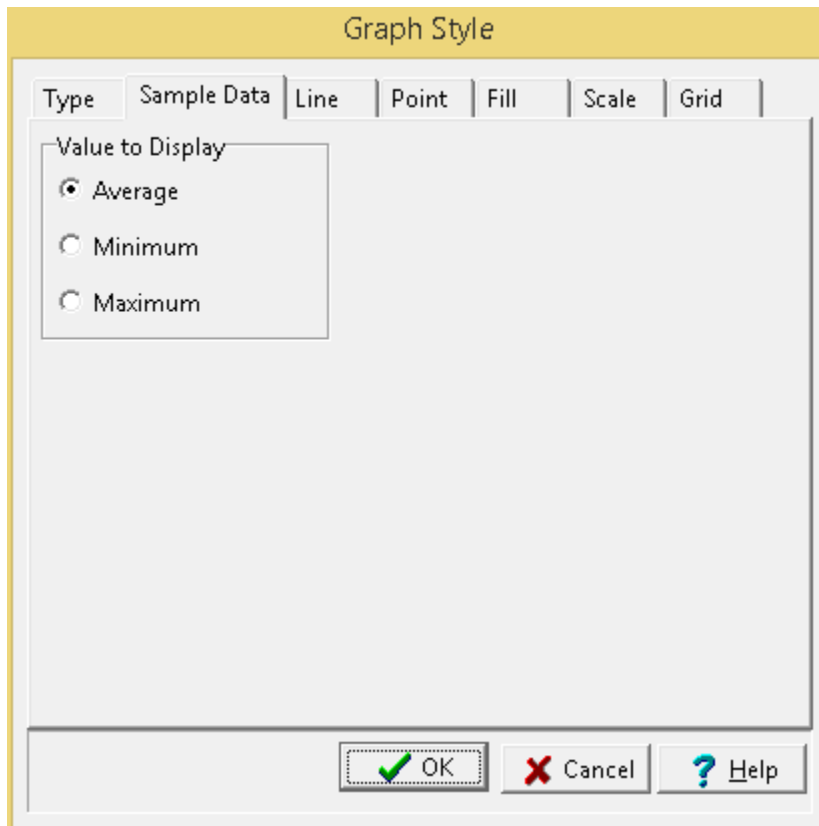 Graph Style
Type Sample Data Line Point Fill Scale Grid
Value to Display
Average
Minimum
Maximum
OK Cancel Help